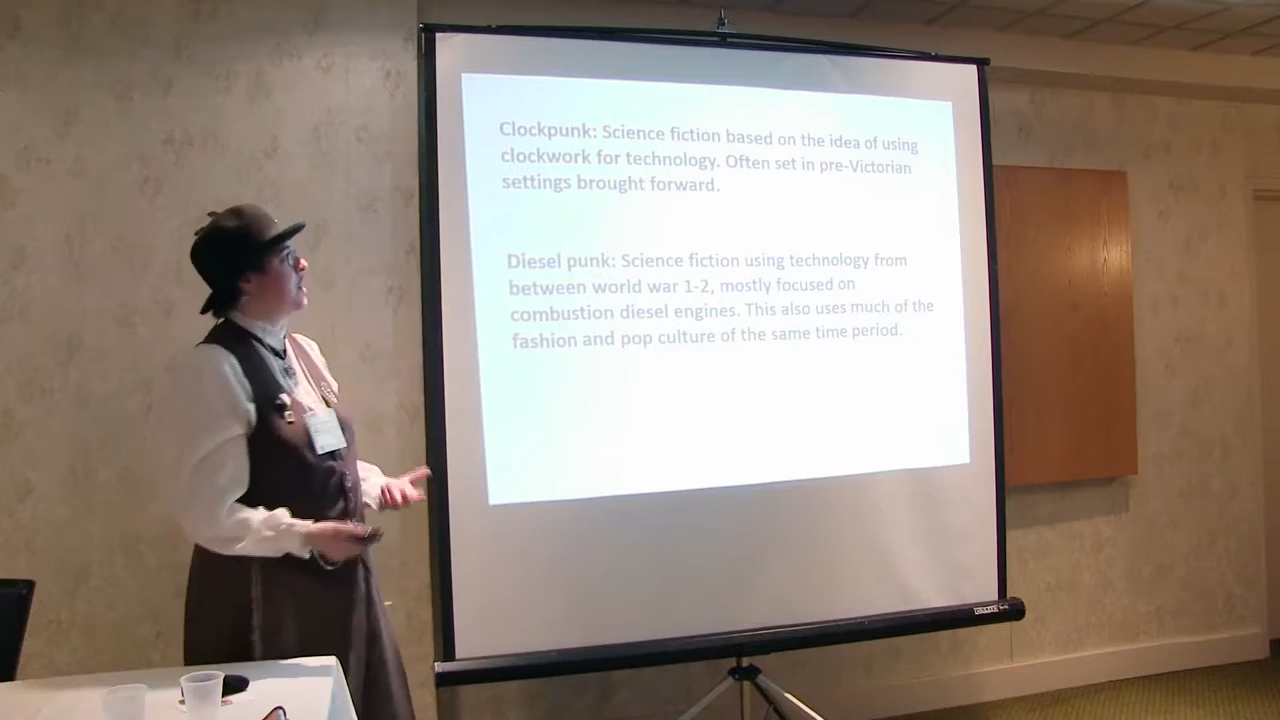 Clockpunk: Science fiction based on the idea of using
clockwork for technology. Often set in pre-Victorian
settings brought forward.
Diesel punk: Science fiction using technology from
between world war 1-2, mostly focused on
combustion diesel engines. This also uses much of the
fashion and pop culture of the same time period.